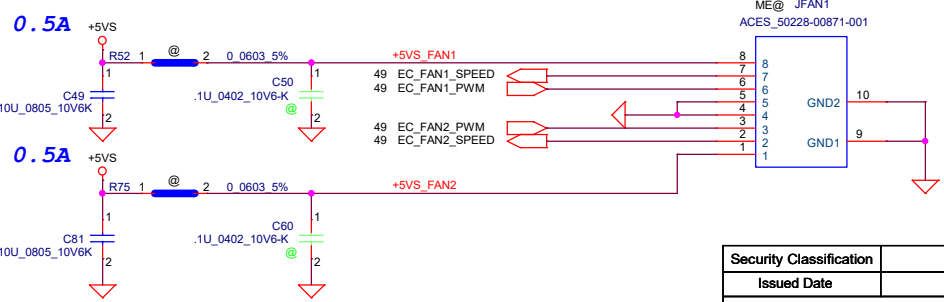 ME@ JFAN1
ACES_50228-00871-001
0.5A
+5VS
R52 1 @ 2 0_0603_5%
+5VS_FAN1
1
C49
10U_0805_10V6K
2
1
C50
.1U_0402_10V6-K
@
2
49 EC_FAN1_SPEED
49 EC_FAN1_PWM
49 EC_FAN2_PWM
49 EC_FAN2_SPEED
8 8
7 7
6 6
5 5
4 4
3 3
2 2
1 1
GND2 10
GND1 9
0.5A
+5VS
R75 1 @ 2 0_0603_5%
+5VS_FAN2
1
C81
10U_0805_10V6K
2
1
C60
.1U_0402_10V6-K
@
2
Security Classification
Issued Date